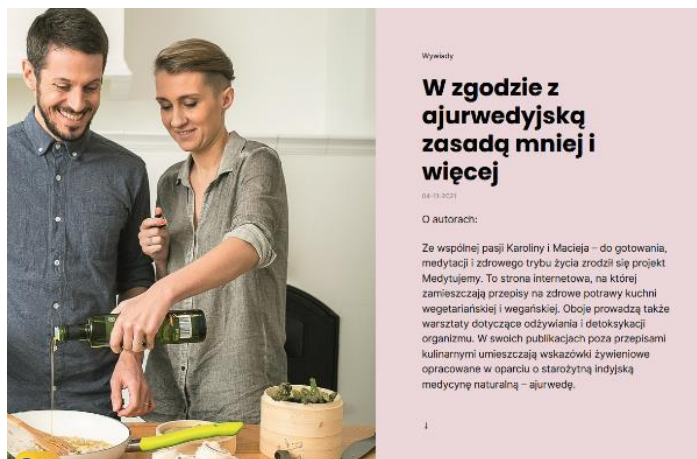 Wywiady
W zgodzie z
ajurwedyjską
zasadą mniej i
więcej
04-11-2021
O autorach:
Ze wspólnej pasji Karoliny i Macieja – do gotowania,
medytacji i zdrowego trybu życia zrodził się projekt
Medytujemy. To strona internetowa, na której
zamieszczają przepisy na zdrowe potrawy kuchni
wegetariańskiej i wegańskiej. Oboje prowadzą także
warsztaty dotyczące odżywiania i detoksykacji
organizmu. W swoich publikacjach poza przepisami
kulinarnymi umieszczają wskazówki żywieniowe
opracowane w oparciu o starożytną indyjską
medycynę naturalną – ajurwedę.
↓